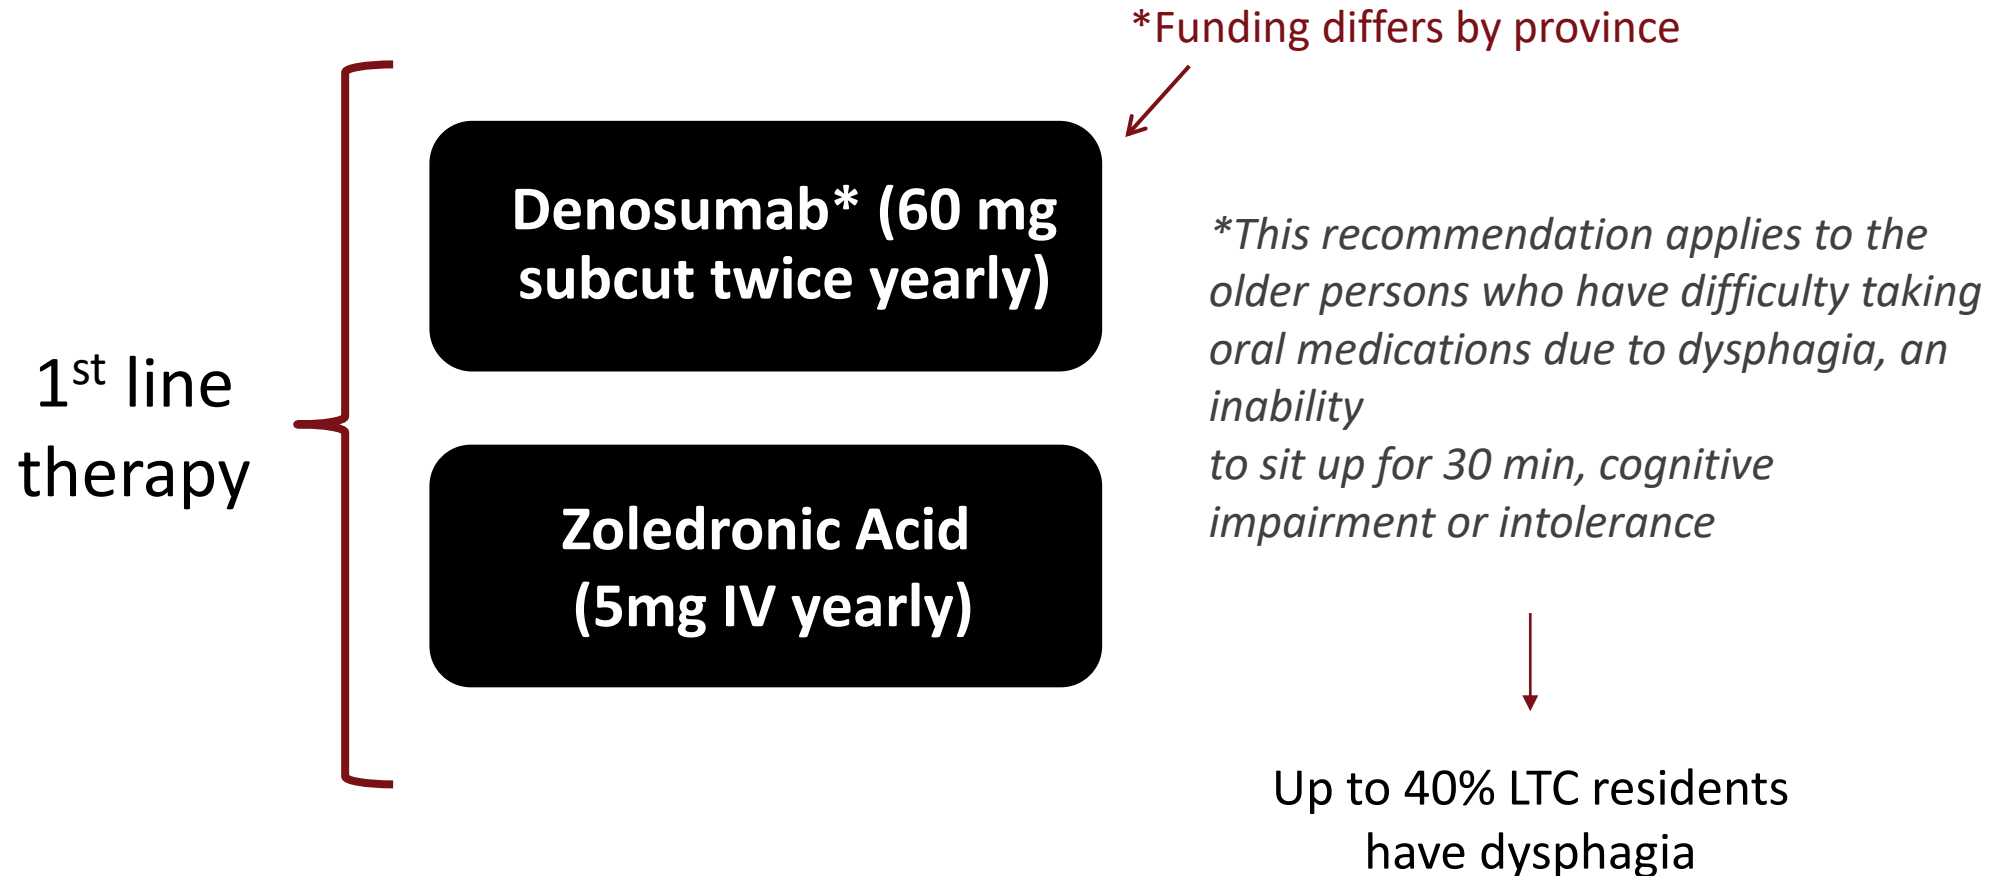 *Funding differs by province
1st line
therapy
Denosumab* (60 mg
subcut twice yearly)
Zoledronic Acid
(5mg IV yearly)
*This recommendation applies to the
older persons who have difficulty taking
oral medications due to dysphagia, an
inability
to sit up for 30 min, cognitive
impairment or intolerance
Up to 40% LTC residents
have dysphagia